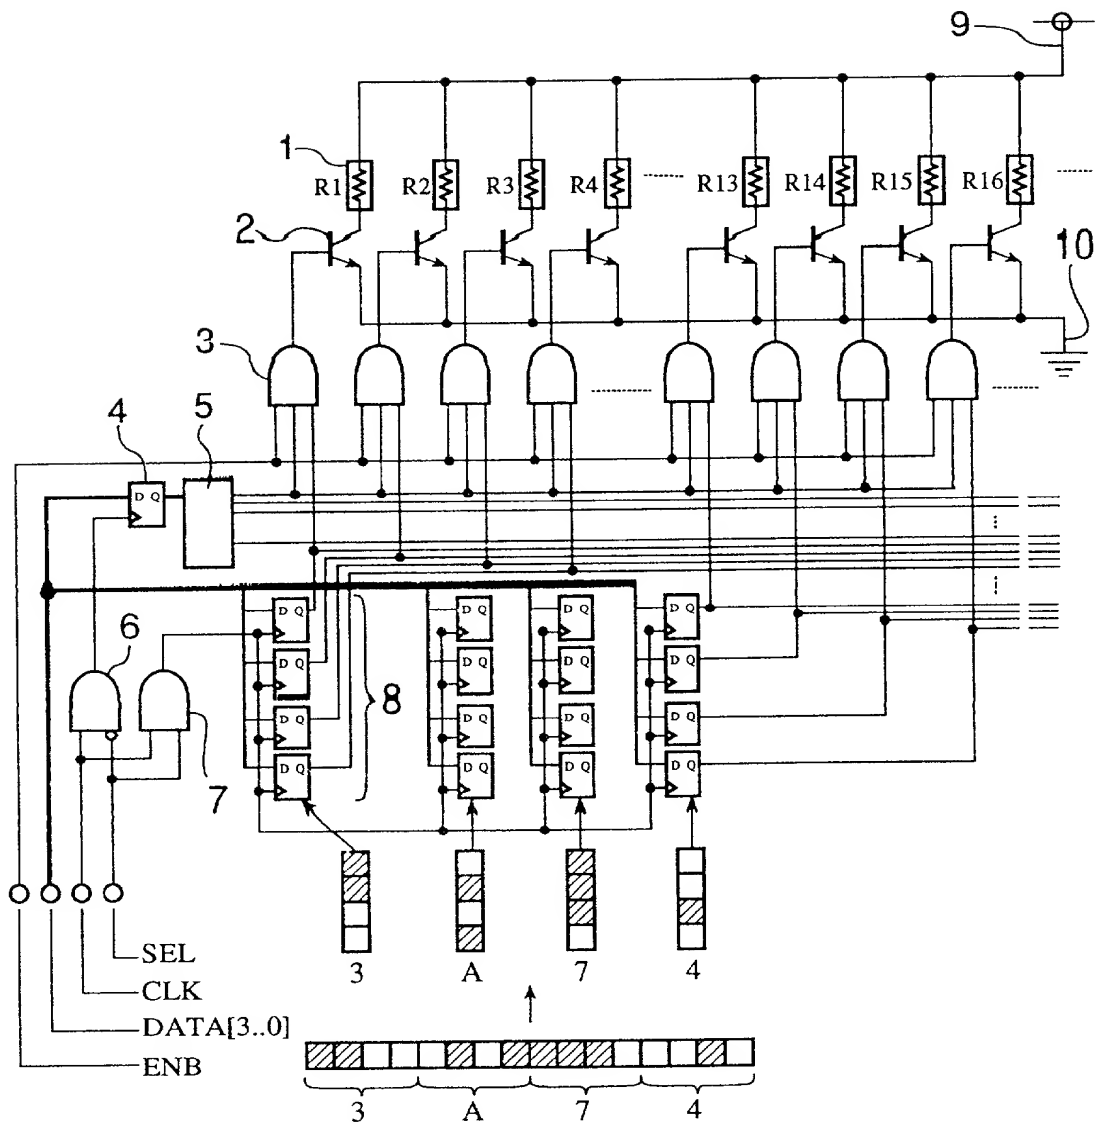 9
1
R1 R2 R3 R4 R13 R14 R15 R16
2
10
3
4 5
D Q
6
D Q D Q D Q D Q
D Q D Q D Q D Q
8
D Q D Q D Q D Q
7
D Q D Q D Q D Q
SEL
3 A 7 4
CLK
DATA[3..0]
ENB
3 A 7 4